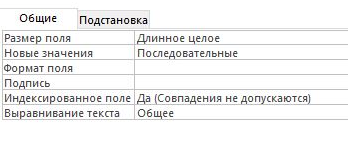 Общие Подстановка
Размер поля Длинное целое
Новые значения Последовательные
Формат поля
Подпись
Индексированное поле Да (Совпадения не допускаются)
Выравнивание текста Общее